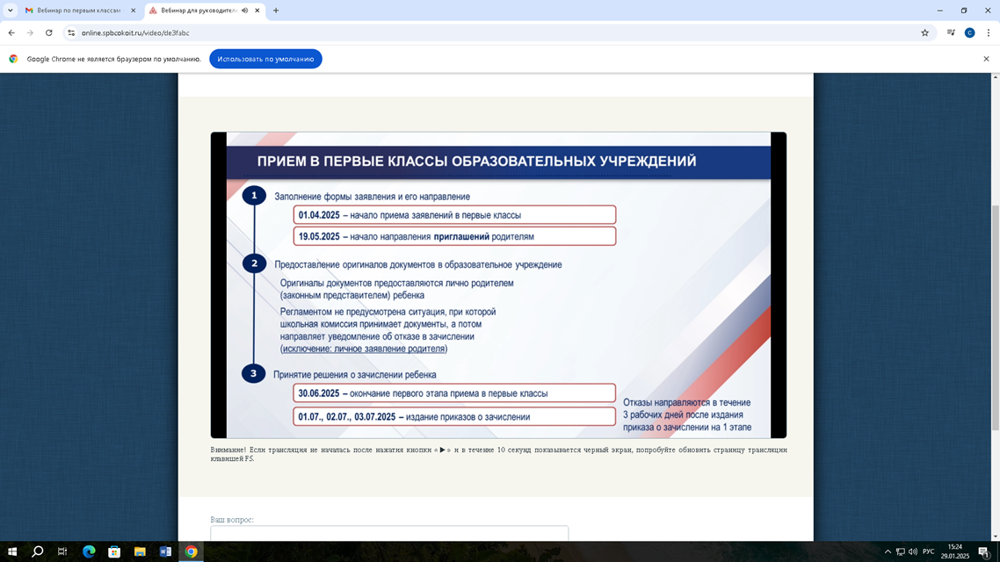 Вебинар по первым классам
Вебинар для руководител
online.spbcokoit.ru/video/de3fabc
С
Google Chrome не является браузером по умолчанию.
Использовать по умолчанию
ПРИЕМ В ПЕРВЫЕ КЛАССЫ ОБРАЗОВАТЕЛЬНЫХ УЧРЕЖДЕНИЙ
1
Заполнение формы заявления и его направление
01.04.2025 – начало приема заявлений в первые классы
19.05.2025 – начало направления приглашений родителям
2
Предоставление оригиналов документов в образовательное учреждение
Оригиналы документов предоставляются лично родителем
(законным представителем) ребенка
Регламентом не предусмотрена ситуация, при которой
школьная комиссия принимает документы, а потом
направляет уведомление об отказе в зачислении
(исключение: личное заявление родителя)
3
Принятие решения о зачислении ребенка
30.06.2025 – окончание первого этапа приема в первые классы
01.07., 02.07., 03.07.2025 – издание приказов о зачислении
Отказы направляются в течение
3 рабочих дней после издания
приказа о зачислении на 1 этапе
Внимание! Если трансляция не началась после нажатия кнопки «▶» и в течение 10 секунд показывается черный экран, попробуйте обновить страницу трансляции
клавишей F5.
Ваш вопрос:
РУС
15:24
29.01.2025
1